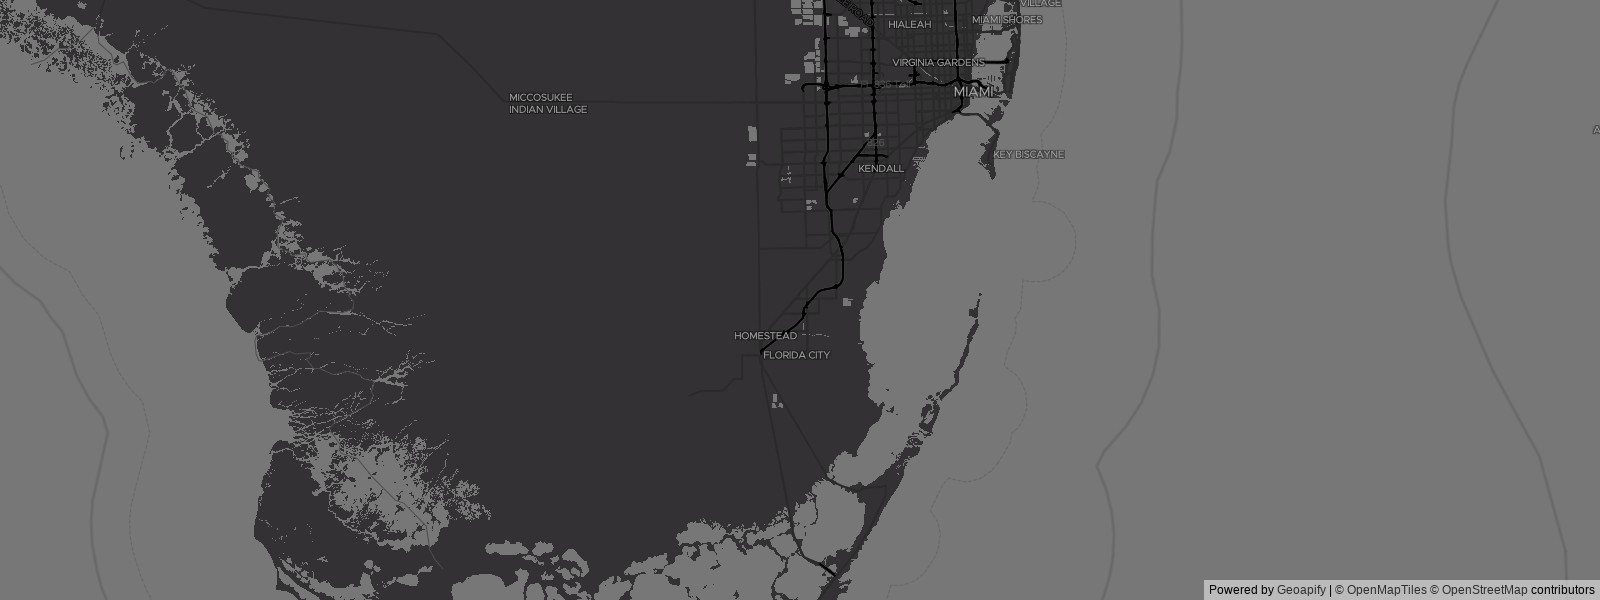 VILLAGE
MIAMI SHORES
HIALEAH
VIRGINIA GARDENS
MIAMI
MICCOSUKEE
INDIAN VILLAGE
KEY BISCAYNE
KENDALL
HOMESTEAD
FLORIDA CITY
Powered by Geoapify | © OpenMapTiles © OpenStreetMap contributors